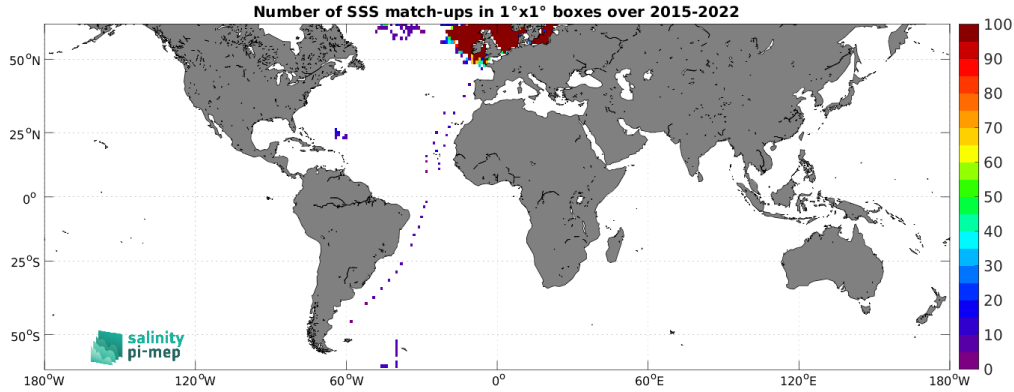 Number of SSS match-ups in 1°x1° boxes over 2015-2022
100
90
80
70
60
50
40
30
20
10
0
50°N
25°N
0°
25°S
50°S
salinity
pi-mep
180°W
120°W
60°W
0°
60°E
120°E
180°W